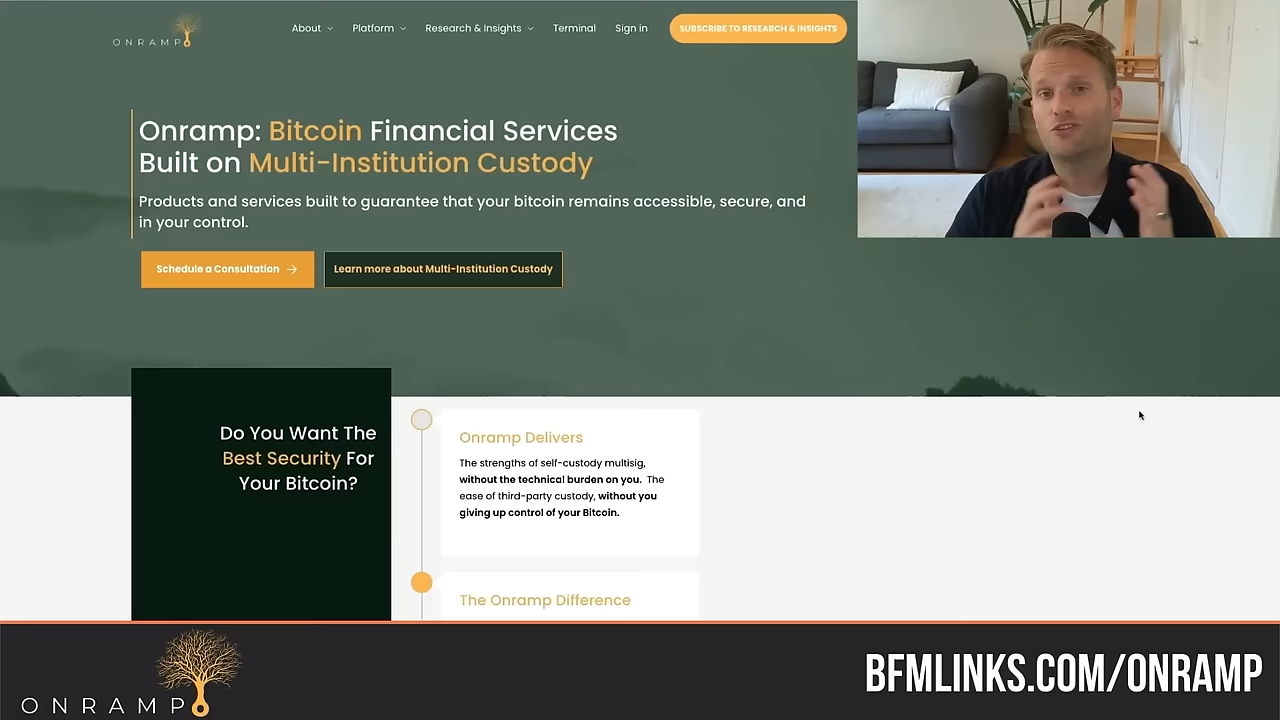 ONRAMP
About
Platform
Research & Insights
Terminal
Sign in
SUBSCRIBE TO RESEARCH & INSIGHTS
Onramp: Bitcoin Financial Services
Built on Multi-Institution Custody
Products and services built to guarantee that your bitcoin remains accessible, secure, and
in your control.
Schedule a Consultation
Learn more about Multi-Institution Custody
Do You Want The
Best Security For
Your Bitcoin?
Onramp Delivers
The strengths of self-custody multisig,
without the technical burden on you. The
ease of third-party custody, without you
giving up control of your Bitcoin.
The Onramp Difference
ONRAMP
BFMLINKS.COM/ONRAMP